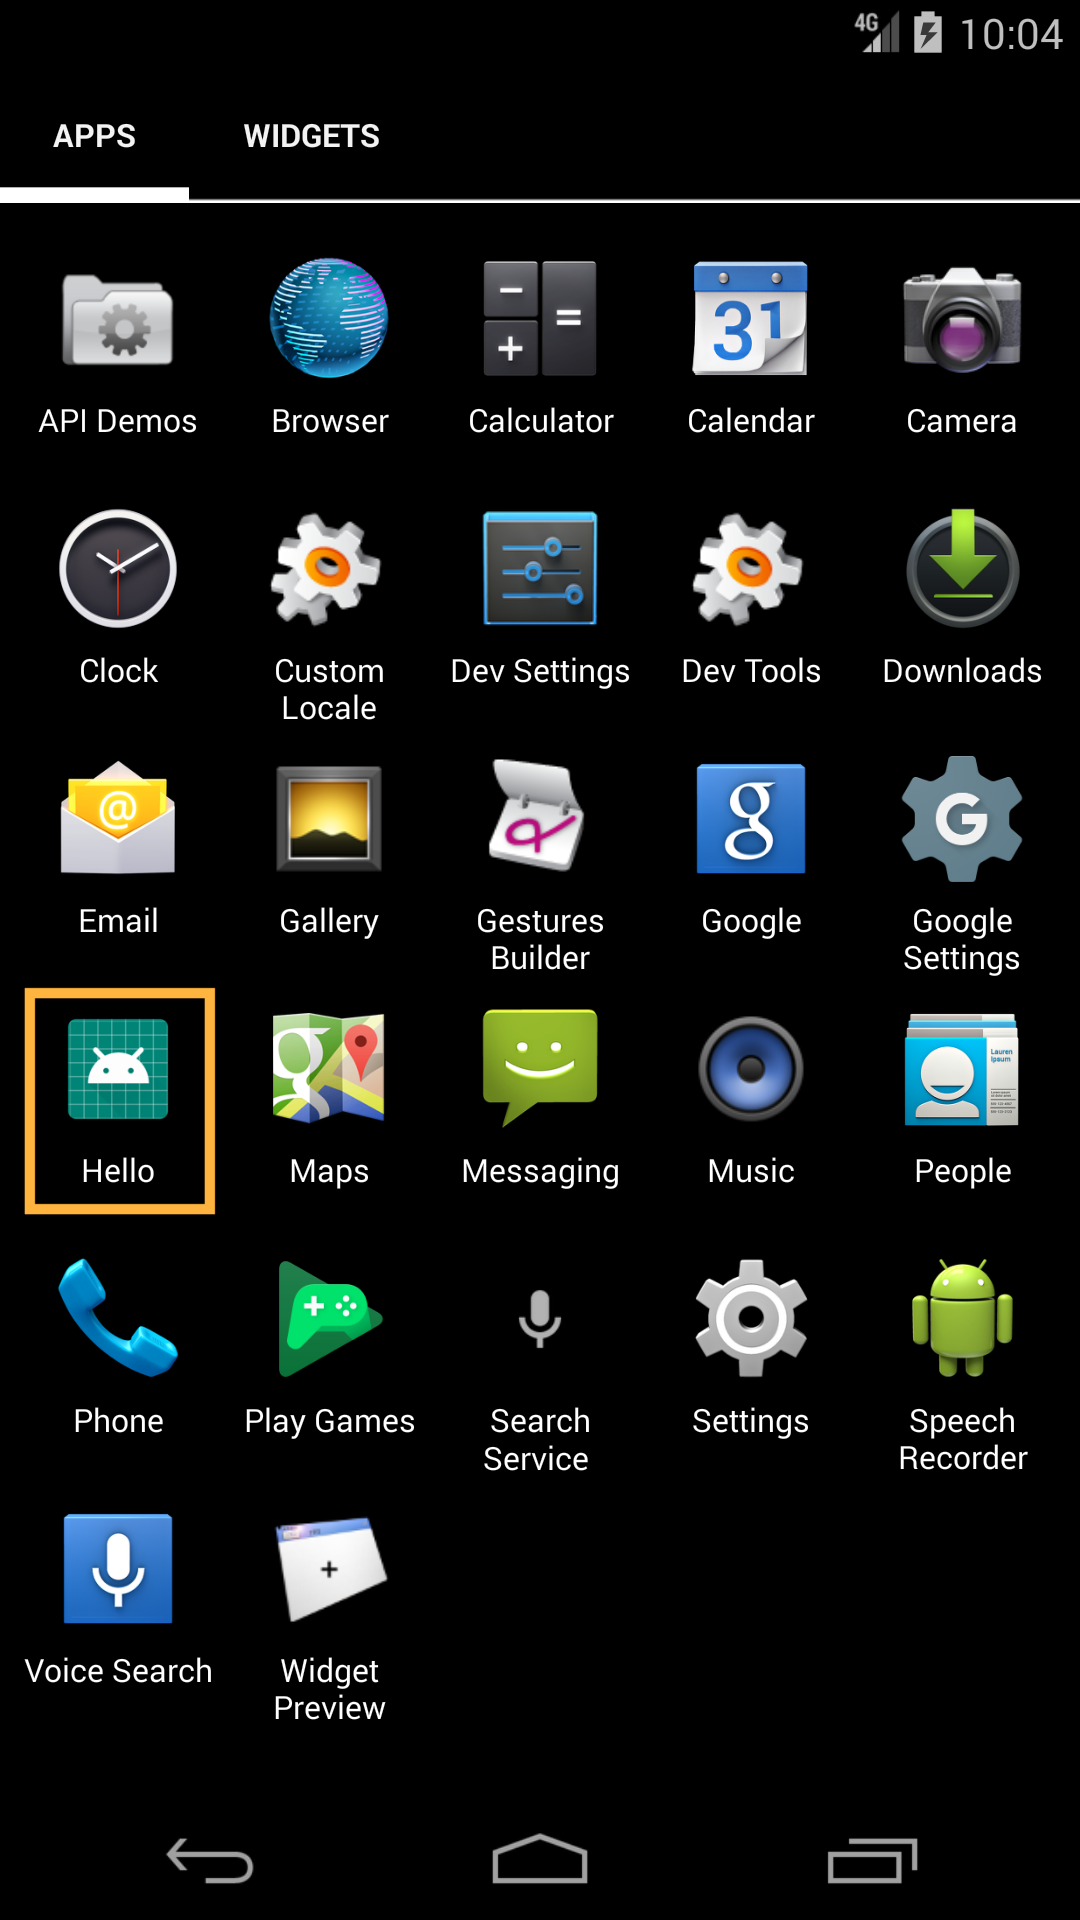 4G 10:04
APPS WIDGETS
31
API Demos Browser Calculator Calendar Camera
Clock Custom Locale Dev Settings Dev Tools Downloads
@ g G
Email Gallery Gestures Builder Google Google Settings
g Lauren Ipsum
Hello Maps Messaging Music People
Phone Play Games Search Service Settings Speech Recorder
Voice Search Widget Preview